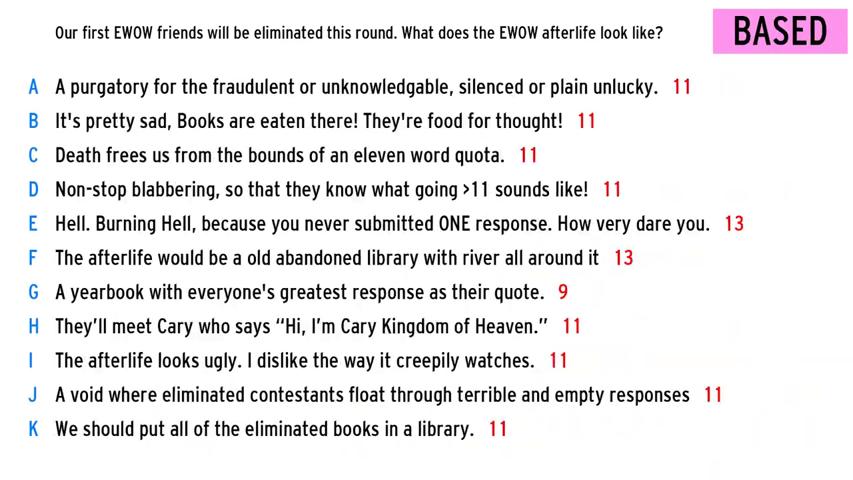 Our first EWOW friends will be eliminated this round. What does the EWOW afterlife look like?
BASED
A A purgatory for the fraudulent or unknowledgable, silenced or plain unlucky. 11
B It's pretty sad, Books are eaten there! They're food for thought! 11
C Death frees us from the bounds of an eleven word quota. 11
D Non-stop blabbering, so that they know what going >11 sounds like! 11
E Hell. Burning Hell, because you never submitted ONE response. How very dare you. 13
F The afterlife would be a old abandoned library with river all around it 13
G A yearbook with everyone's greatest response as their quote. 9
H They’ll meet Cary who says “Hi, I’m Cary Kingdom of Heaven.” 11
I The afterlife looks ugly. I dislike the way it creepily watches. 11
J A void where eliminated contestants float through terrible and empty responses 11
K We should put all of the eliminated books in a library. 11